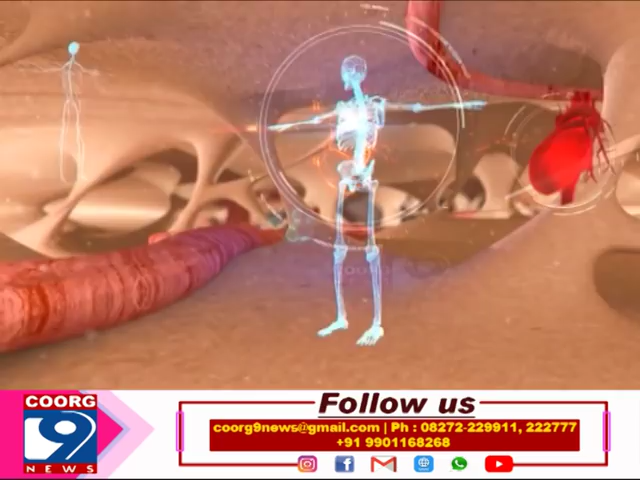 COORG
9
NEWS
Follow us
coorg9news@gmail.com | Ph : 08272-229911, 222777
+91 9901168268